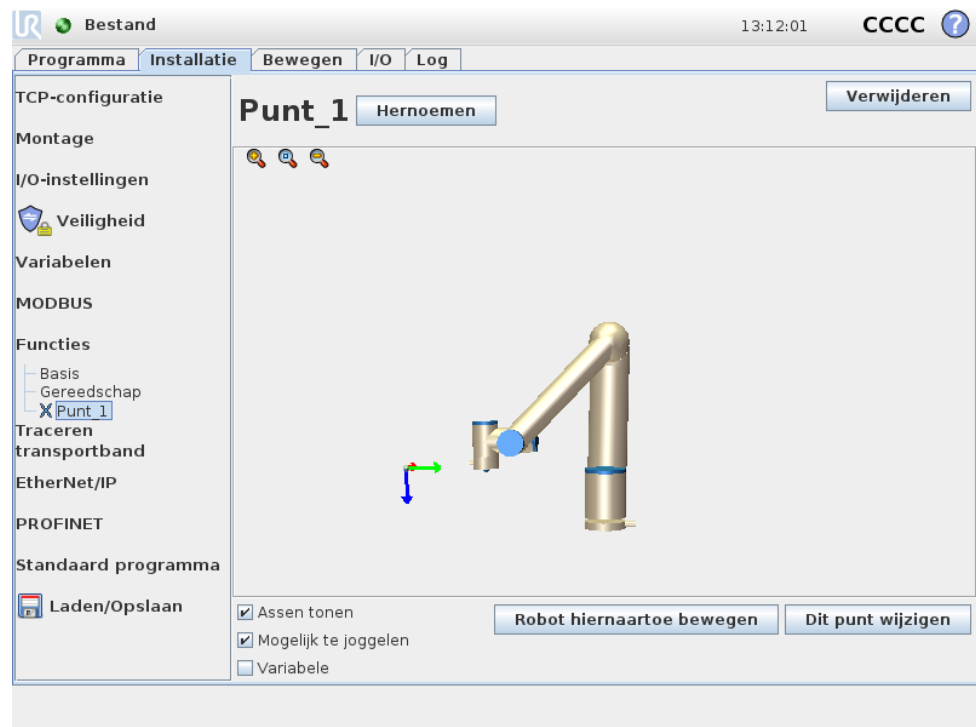 UR Bestand 13:12:01 CCCC ?
Programma Installatie Bewegen I/O Log
TCP-configuratie
Montage
I/O-instellingen
Veiligheid
Variabelen
MODBUS
Functies
Basis
Gereedschap
Punt_1
Traceren
transportband
EtherNet/IP
PROFINET
Standaard programma
Laden/Opslaan
Punt_1 Hernoemen Verwijderen
Assen tonen
Mogelijk te joggelen
Variabele
Robot hiernaartoe bewegen Dit punt wijzigen